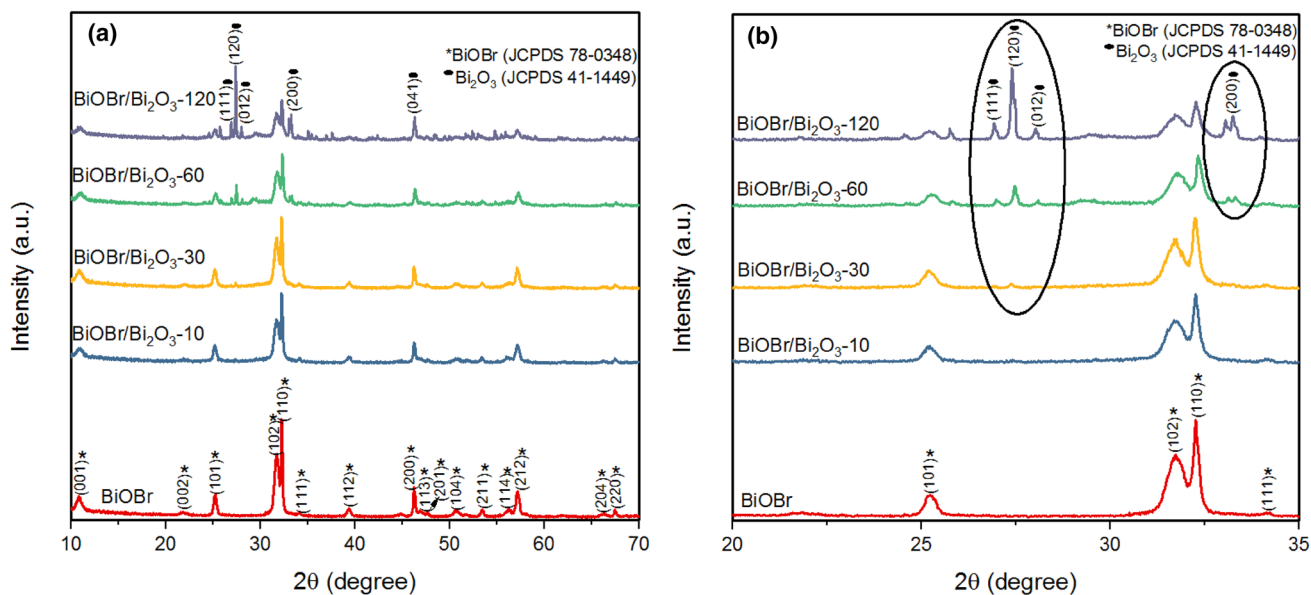 (a)
*BiOBr (JCPDS 78-0348)
Bi₂O₃ (JCPDS 41-1449)
(111)
(120)
(012)
(200)
(041)
BiOBr/Bi₂O₃-120
BiOBr/Bi₂O₃-60
BiOBr/Bi₂O₃-30
BiOBr/Bi₂O₃-10
BiOBr
(001)*
(002)*
(101)*
(102)*
(110)*
(111)*
(112)*
(200)*
(113)*
(201)*
(104)*
(211)*
(114)*
(212)*
(204)*
(220)*
Intensity (a.u.)
10 20 30 40 50 60 70
2θ (degree)
(b)
*BiOBr (JCPDS 78-0348)
Bi₂O₃ (JCPDS 41-1449)
(111)
(120)
(012)
(200)
BiOBr/Bi₂O₃-120
BiOBr/Bi₂O₃-60
BiOBr/Bi₂O₃-30
BiOBr/Bi₂O₃-10
BiOBr
(101)*
(102)*
(110)*
(111)*
Intensity (a.u.)
20 25 30 35
2θ (degree)